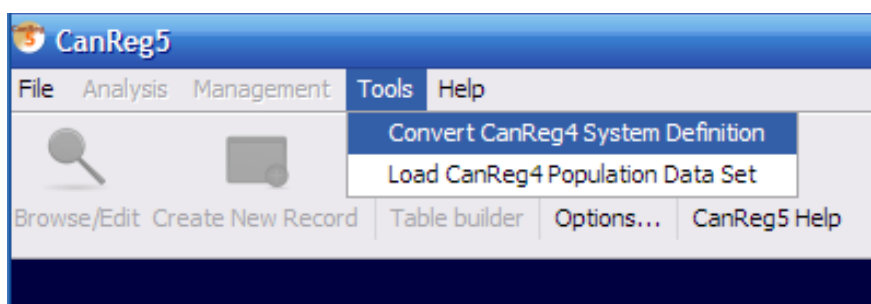 CanReg5
File Analysis Management Tools Help
Convert CanReg4 System Definition
Load CanReg4 Population Data Set
Browse/Edit Create New Record Table builder Options... CanReg5 Help